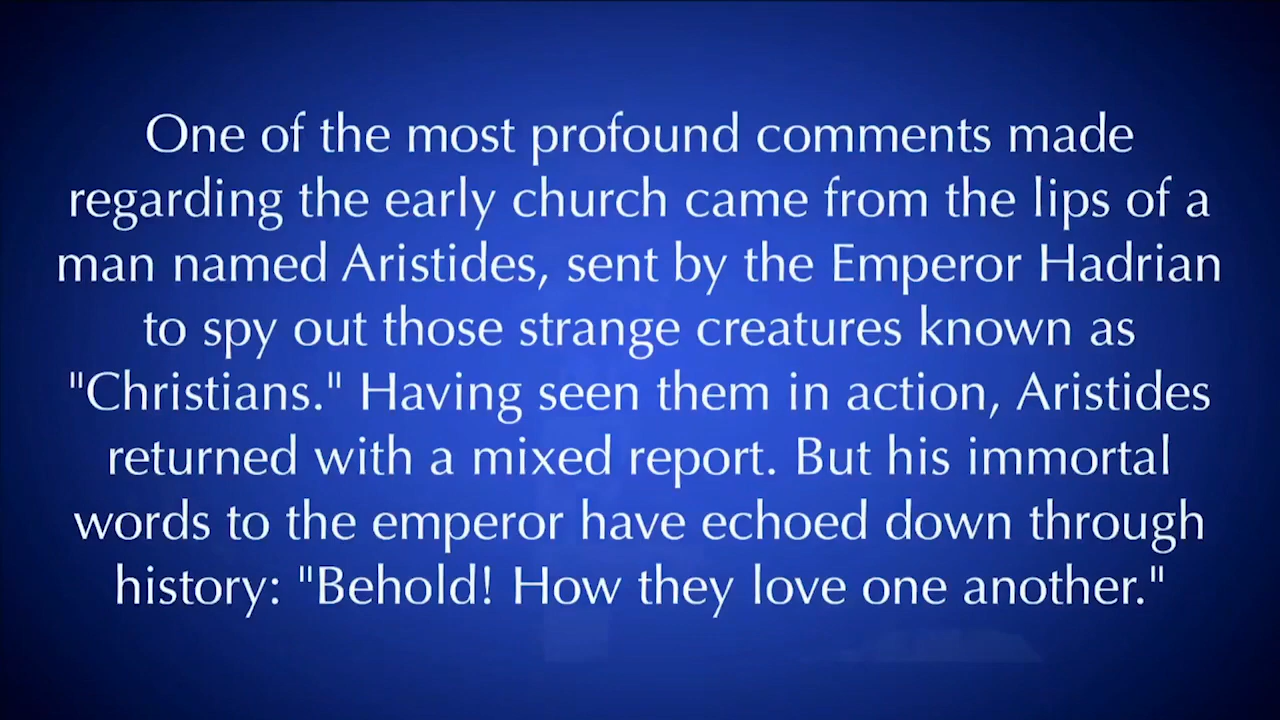 One of the most profound comments made
regarding the early church came from the lips of a
man named Aristides, sent by the Emperor Hadrian
to spy out those strange creatures known as
"Christians." Having seen them in action, Aristides
returned with a mixed report. But his immortal
words to the emperor have echoed down through
history: "Behold! How they love one another."